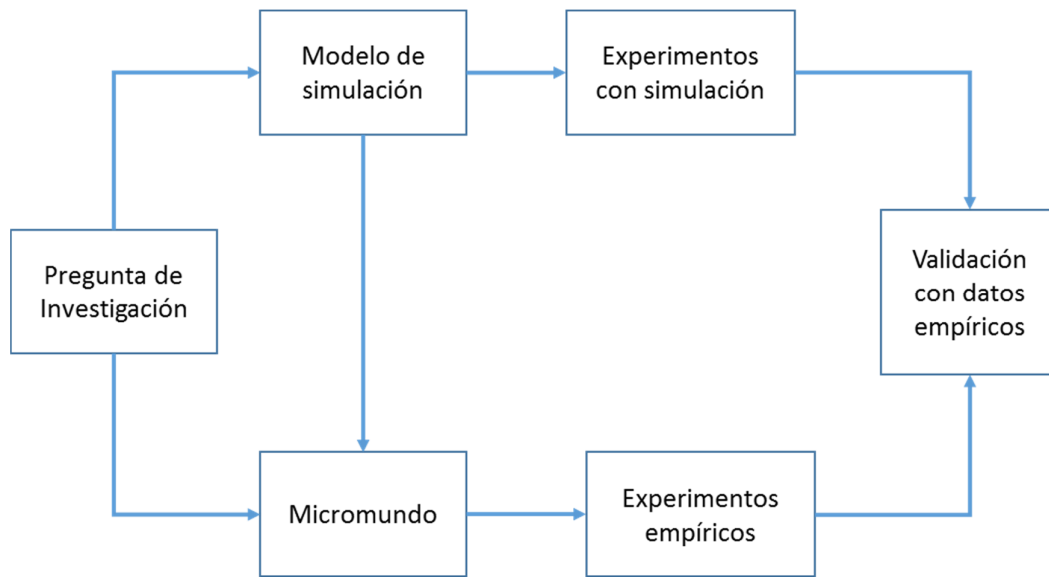 Modelo de
simulación
Experimentos
con simulación
Pregunta de
Investigación
Validación
con datos
empíricos
Micromundo
Experimentos
empíricos